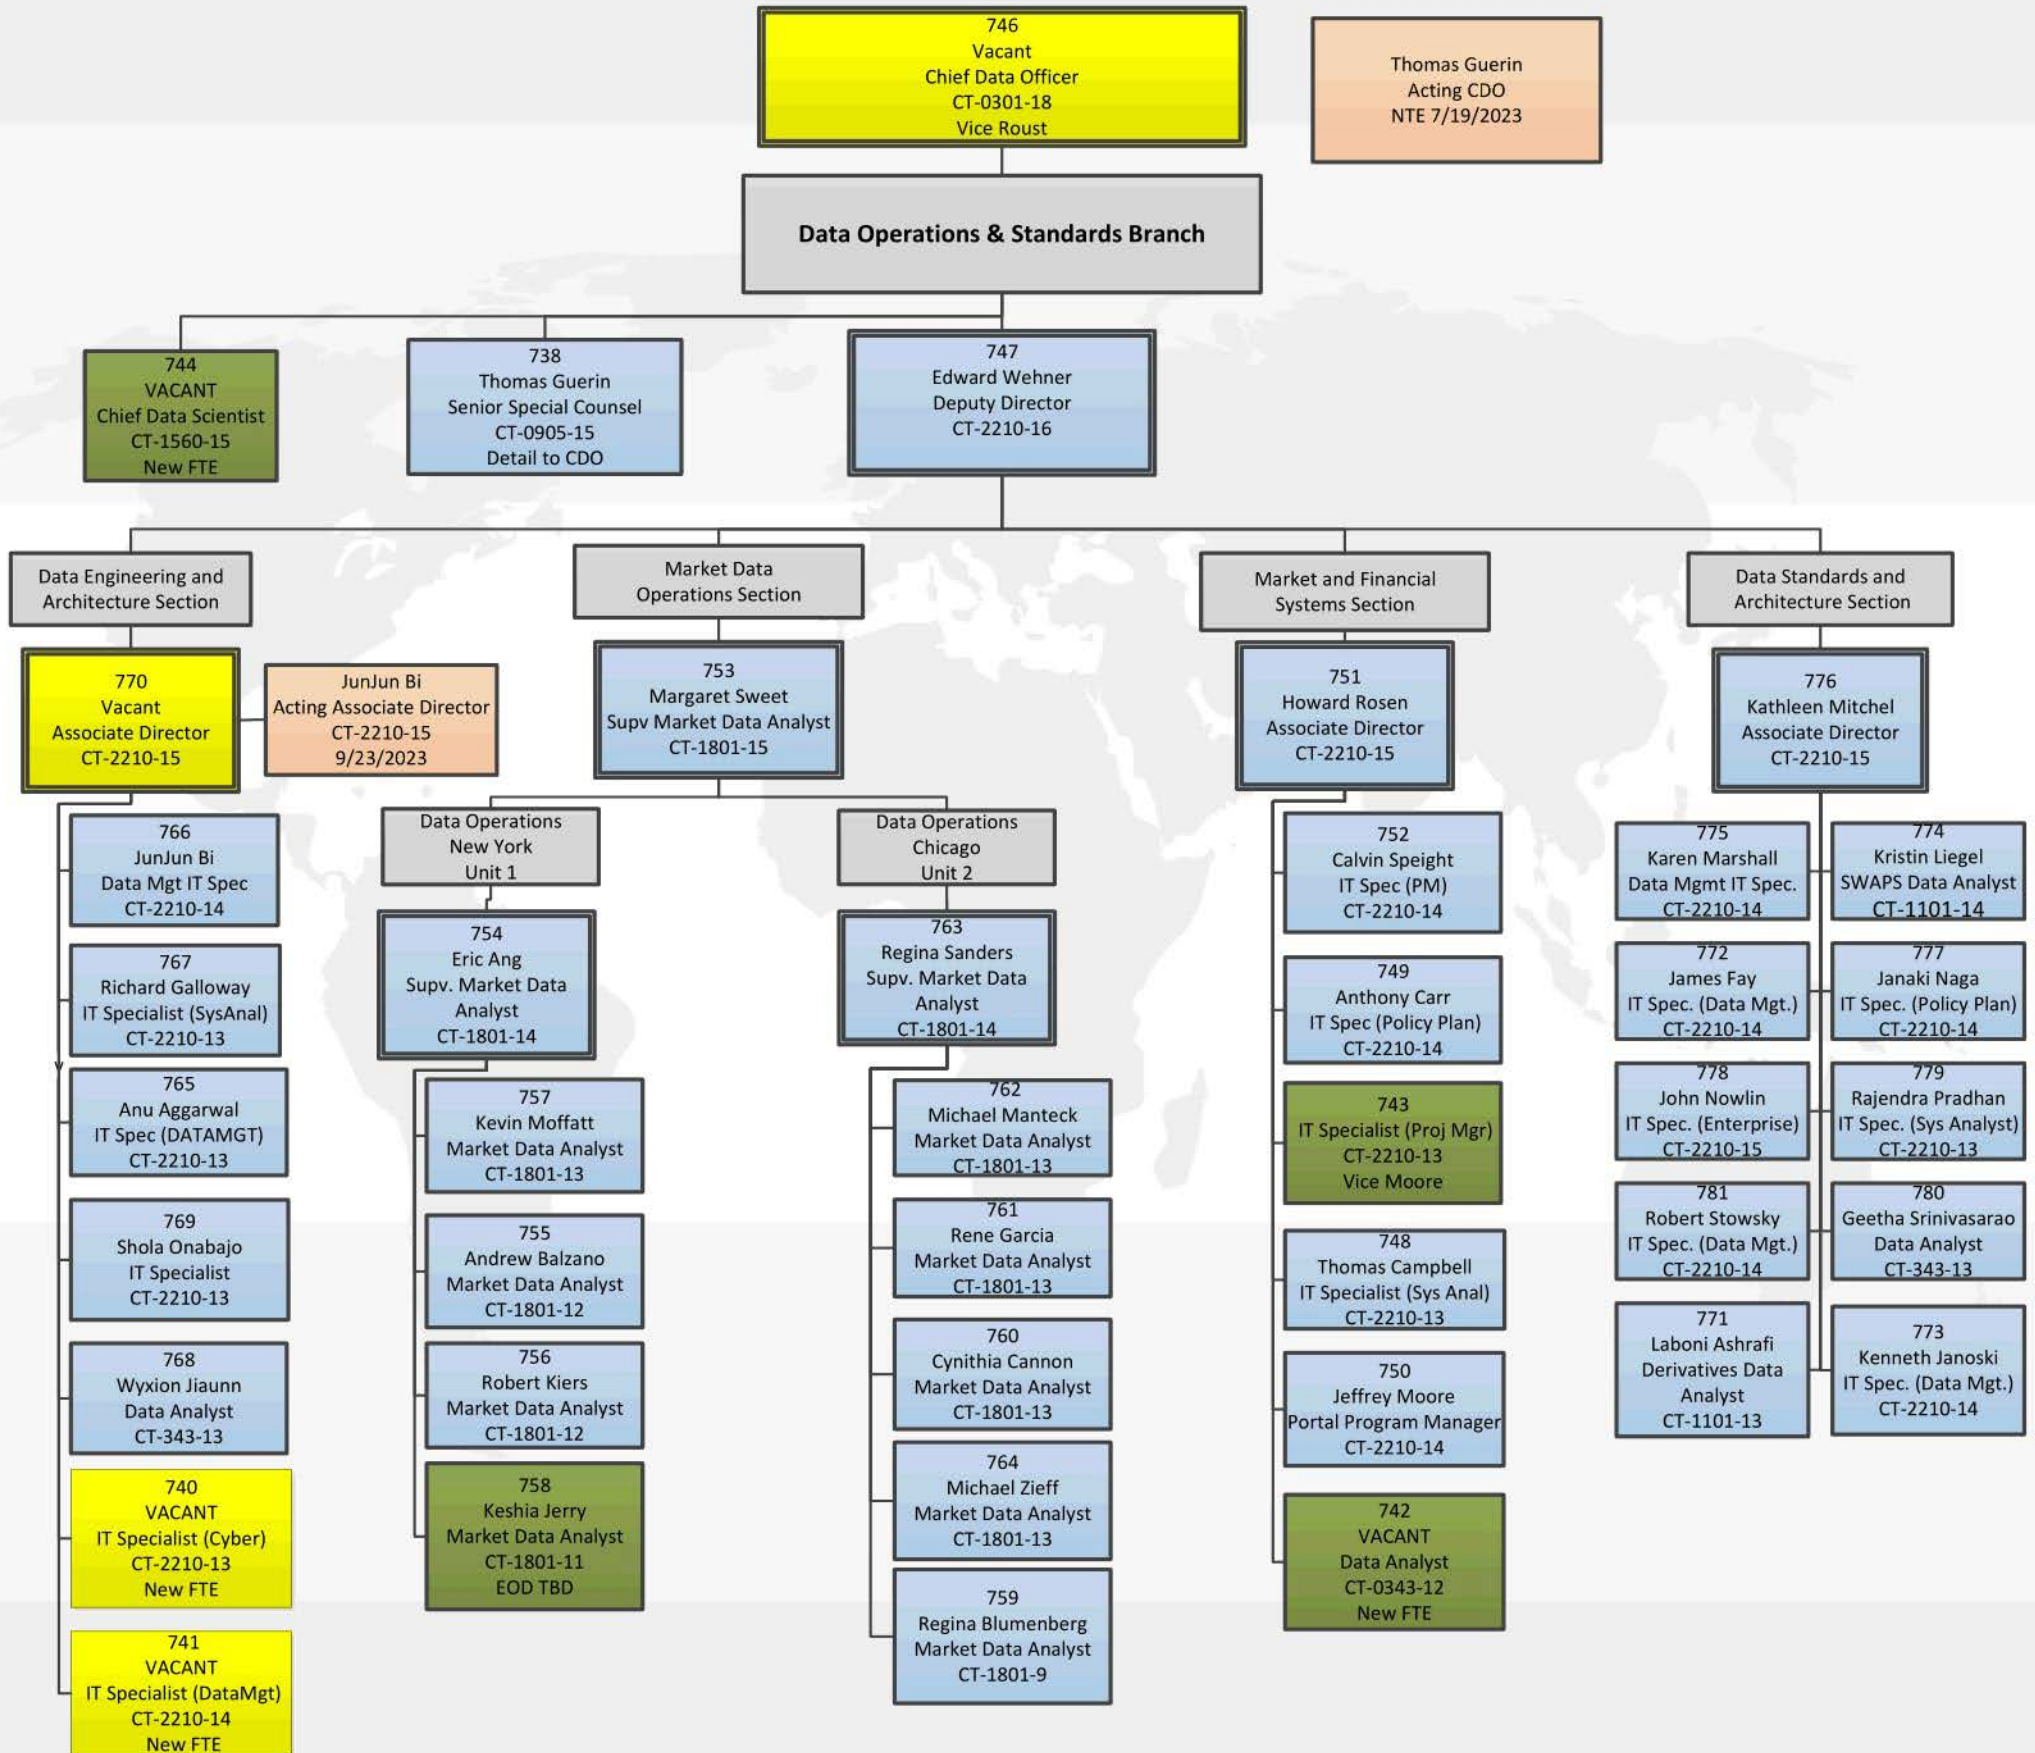 746
Vacant
Chief Data Officer
CT-0301-18
Vice Roust
Thomas Guerin
Acting CDO
NTE 7/19/2023
Data Operations & Standards Branch
744
VACANT
Chief Data Scientist
CT-1560-15
New FTE
738
Thomas Guerin
Senior Special Counsel
CT-0905-15
Detail to CDO
747
Edward Wehner
Deputy Director
CT-2210-16
Data Engineering and
Architecture Section
770
Vacant
Associate Director
CT-2210-15
JunJun Bi
Acting Associate Director
CT-2210-15
9/23/2023
766
JunJun Bi
Data Mgt IT Spec
CT-2210-14
767
Richard Galloway
IT Specialist (SysAnal)
CT-2210-13
765
Anu Aggarwal
IT Spec (DATAMGT)
CT-2210-13
769
Shola Onabajo
IT Specialist
CT-2210-13
768
Wyxion Jiaunn
Data Analyst
CT-343-13
740
VACANT
IT Specialist (Cyber)
CT-2210-13
New FTE
741
VACANT
IT Specialist (DataMgt)
CT-2210-14
New FTE
Market Data
Operations Section
753
Margaret Sweet
Supv Market Data Analyst
CT-1801-15
Data Operations
New York
Unit 1
754
Eric Ang
Supv. Market Data
Analyst
CT-1801-14
757
Kevin Moffatt
Market Data Analyst
CT-1801-13
755
Andrew Balzano
Market Data Analyst
CT-1801-12
756
Robert Kiers
Market Data Analyst
CT-1801-12
758
Keshia Jerry
Market Data Analyst
CT-1801-11
EOD TBD
Data Operations
Chicago
Unit 2
763
Regina Sanders
Supv. Market Data
Analyst
CT-1801-14
762
Michael Manteck
Market Data Analyst
CT-1801-13
761
Rene Garcia
Market Data Analyst
CT-1801-13
760
Cynithia Cannon
Market Data Analyst
CT-1801-13
764
Michael Zieff
Market Data Analyst
CT-1801-13
759
Regina Blumenberg
Market Data Analyst
CT-1801-9
Market and Financial
Systems Section
751
Howard Rosen
Associate Director
CT-2210-15
752
Calvin Speight
IT Spec (PM)
CT-2210-14
749
Anthony Carr
IT Spec (Policy Plan)
CT-2210-14
743
IT Specialist (Proj Mgr)
CT-2210-13
Vice Moore
748
Thomas Campbell
IT Specialist (Sys Anal)
CT-2210-13
750
Jeffrey Moore
Portal Program Manager
CT-2210-14
742
VACANT
Data Analyst
CT-0343-12
New FTE
Data Standards and
Architecture Section
776
Kathleen Mitchel
Associate Director
CT-2210-15
775
Karen Marshall
Data Mgmt IT Spec.
CT-2210-14
774
Kristin Liegel
SWAPS Data Analyst
CT-1101-14
772
James Fay
IT Spec. (Data Mgt.)
CT-2210-14
777
Janaki Naga
IT Spec. (Policy Plan)
CT-2210-14
778
John Nowlin
IT Spec. (Enterprise)
CT-2210-15
779
Rajendra Pradhan
IT Spec. (Sys Analyst)
CT-2210-13
781
Robert Stowsky
IT Spec. (Data Mgt.)
CT-2210-14
780
Geetha Srinivasarao
Data Analyst
CT-343-13
771
Laboni Ashrafi
Derivatives Data
Analyst
CT-1101-13
773
Kenneth Janoski
IT Spec. (Data Mgt.)
CT-2210-14